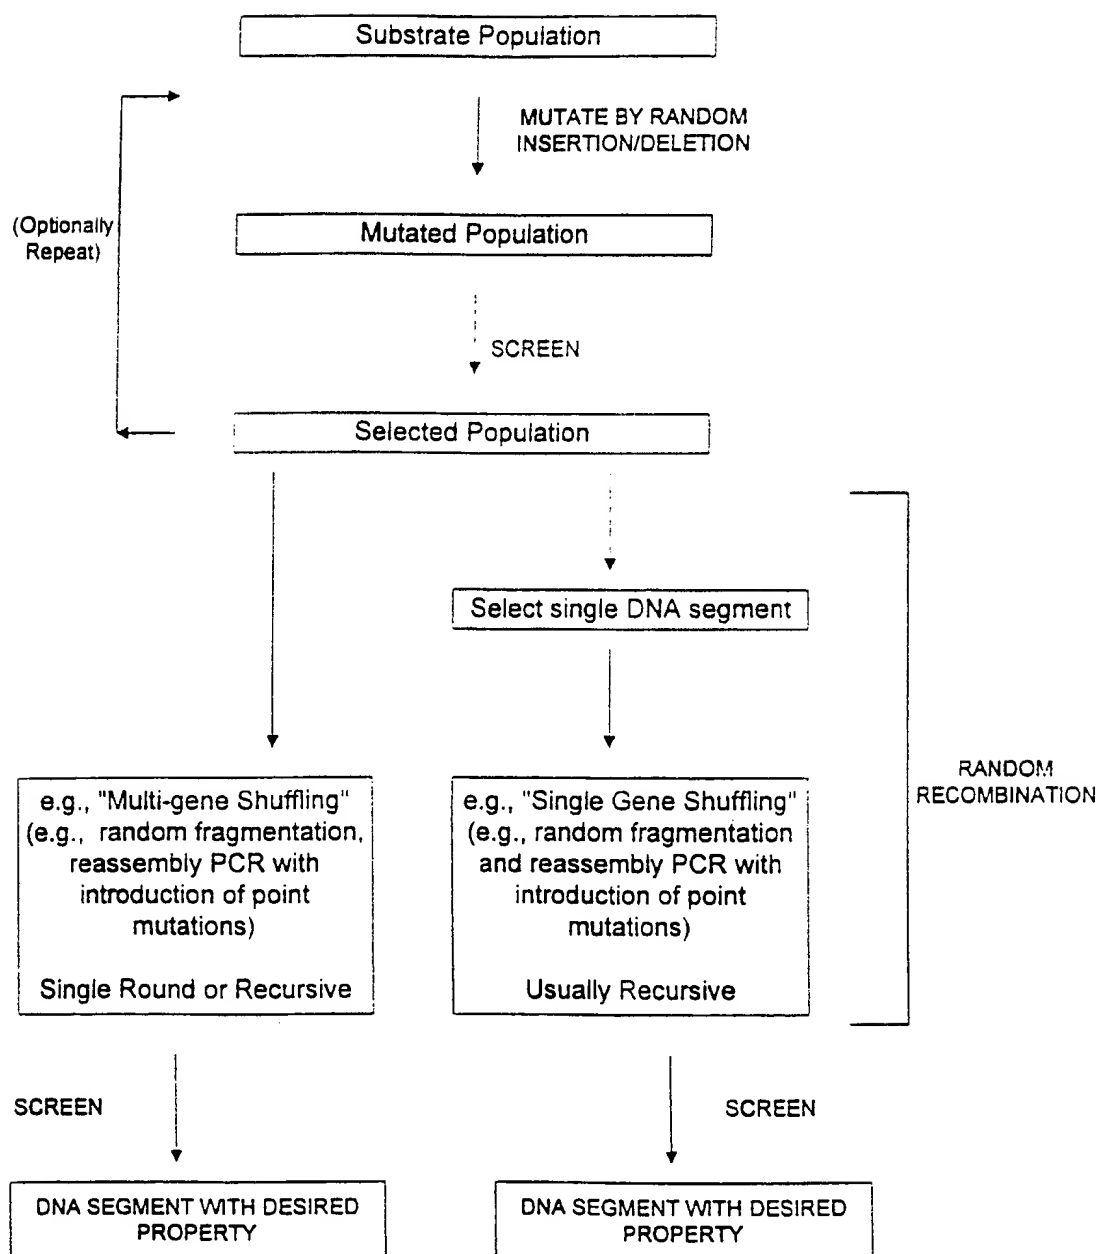 Substrate Population
MUTATE BY RANDOM
INSERTION/DELETION
(Optionally
Repeat)
Mutated Population
SCREEN
Selected Population
Select single DNA segment
e.g., "Multi-gene Shuffling"
(e.g., random fragmentation,
reassembly PCR with
introduction of point
mutations)
Single Round or Recursive
e.g., "Single Gene Shuffling"
(e.g., random fragmentation
and reassembly PCR with
introduction of point
mutations)
Usually Recursive
RANDOM
RECOMBINATION
SCREEN
SCREEN
DNA SEGMENT WITH DESIRED
PROPERTY
DNA SEGMENT WITH DESIRED
PROPERTY